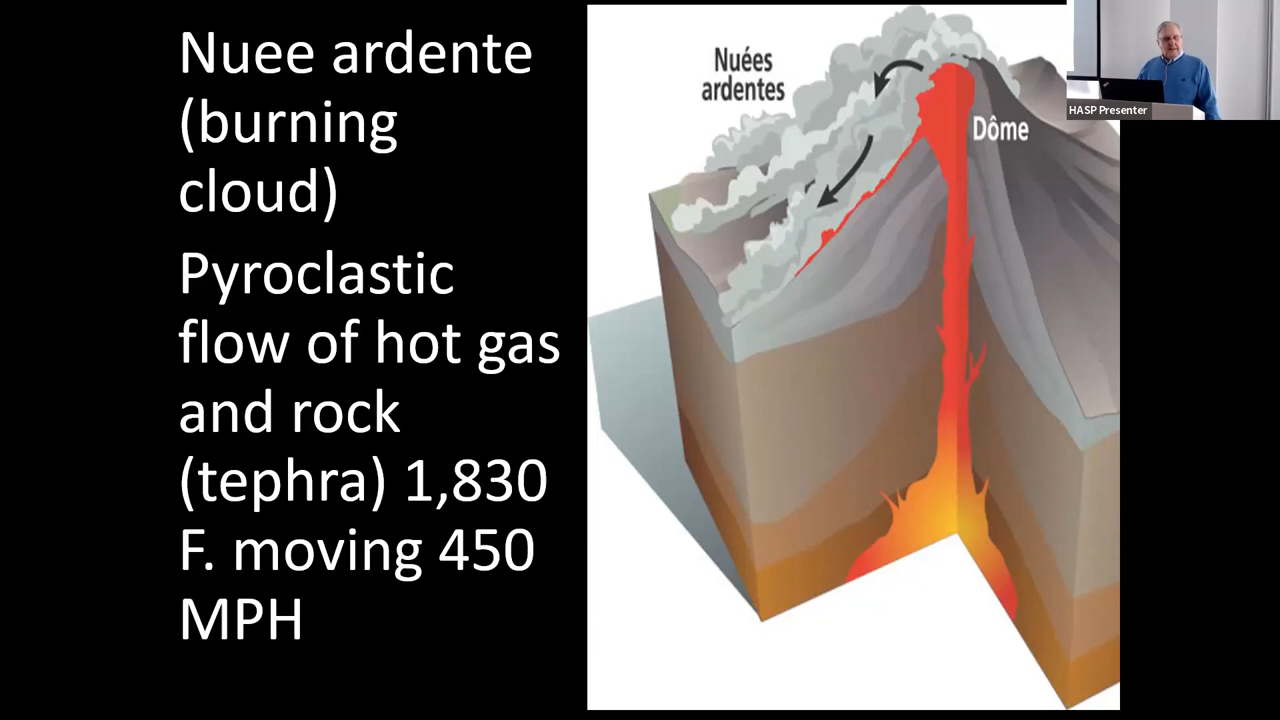 Nuee ardente
(burning
cloud)
Pyroclastic
flow of hot gas
and rock
(tephra) 1,830
F. moving 450
MPH
Nuées
ardentes
Dôme
HASP Presenter